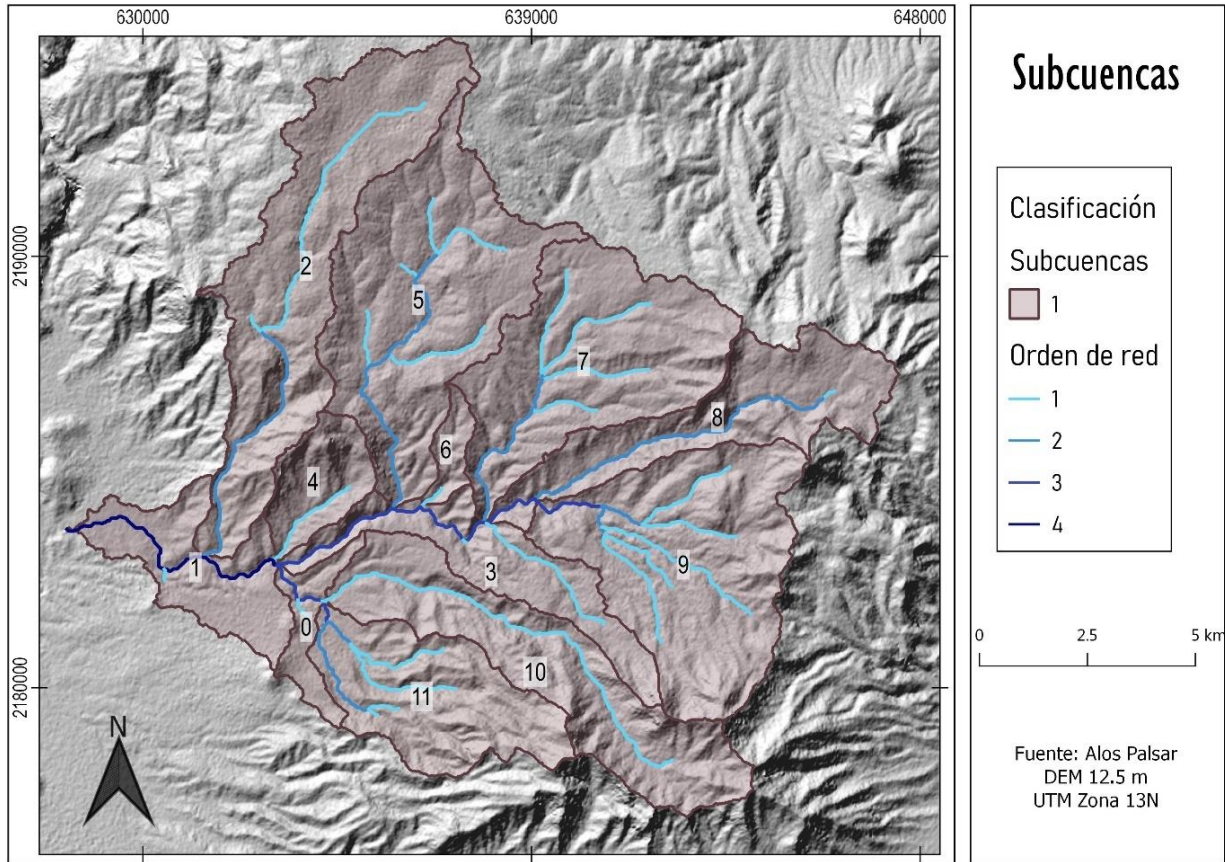 630000
639000
648000
2190000
2180000
2
5
7
8
6
4
9
3
1
0
10
11
N
Subcuencas
Clasificación
Subcuencas
1
Orden de red
1
2
3
4
0
2.5
5 km
Fuente: Alos Palsar
DEM 12.5 m
UTM Zona 13N